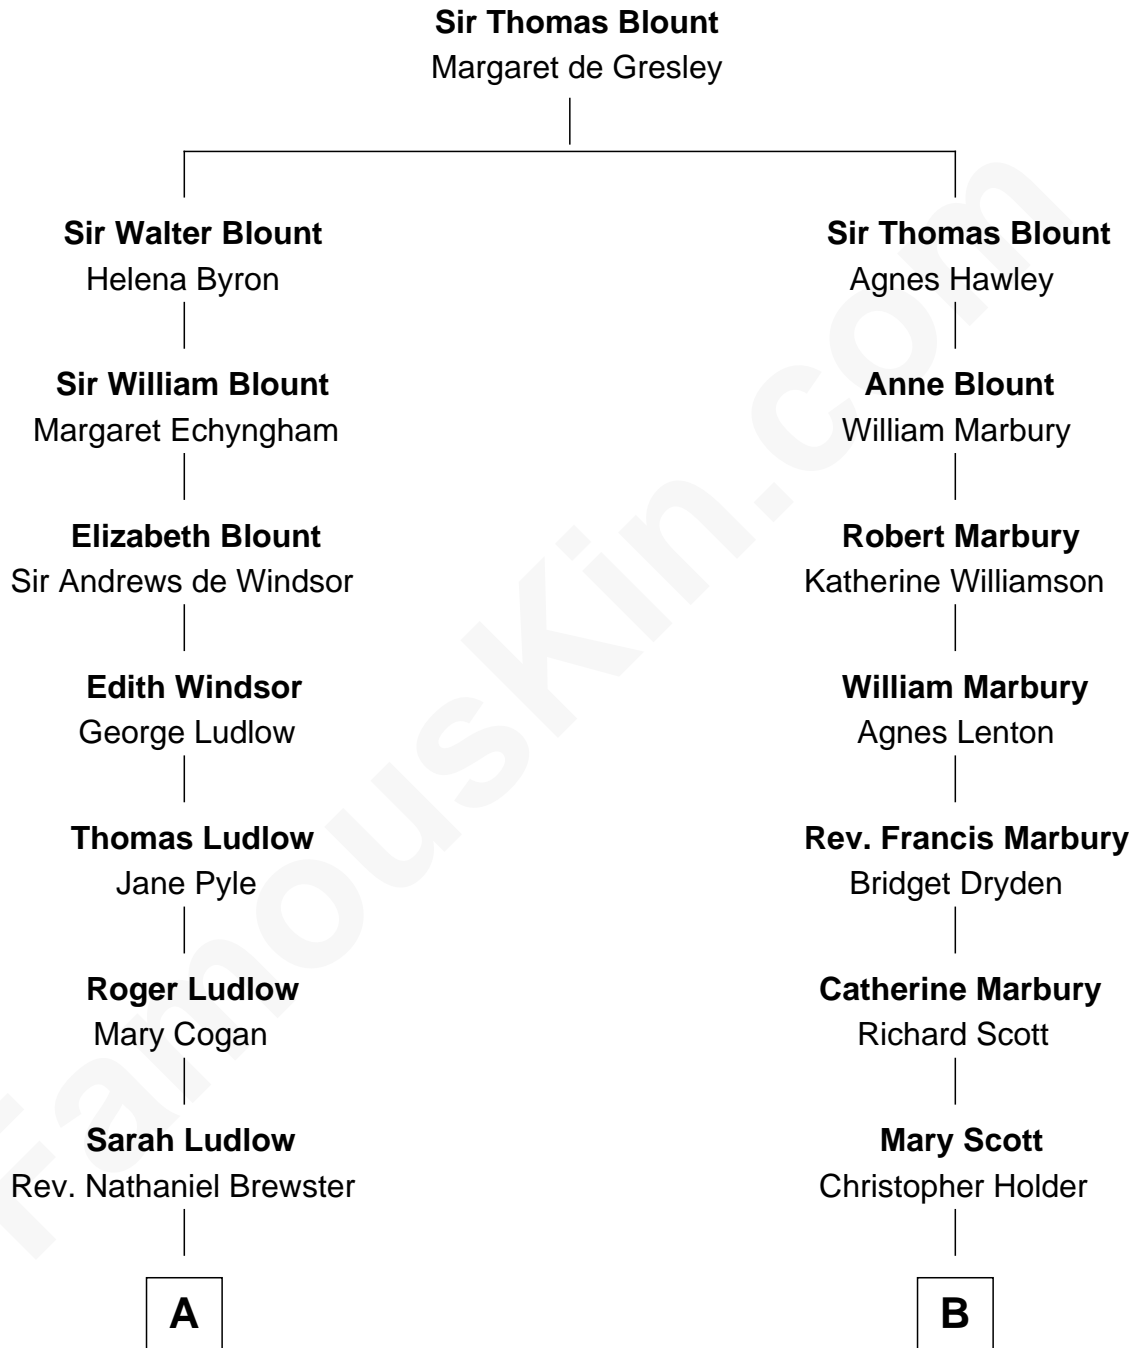 Sir Thomas Blount
Margaret de Gresley
Sir Walter Blount
Helena Byron
Sir William Blount
Margaret Echyngham
Elizabeth Blount
Sir Andrews de Windsor
Edith Windsor
George Ludlow
Thomas Ludlow
Jane Pyle
Roger Ludlow
Mary Cogan
Sarah Ludlow
Rev. Nathaniel Brewster
A
Sir Thomas Blount
Agnes Hawley
Anne Blount
William Marbury
Robert Marbury
Katherine Williamson
William Marbury
Agnes Lenton
Rev. Francis Marbury
Bridget Dryden
Catherine Marbury
Richard Scott
Mary Scott
Christopher Holder
B
FamousKin.com